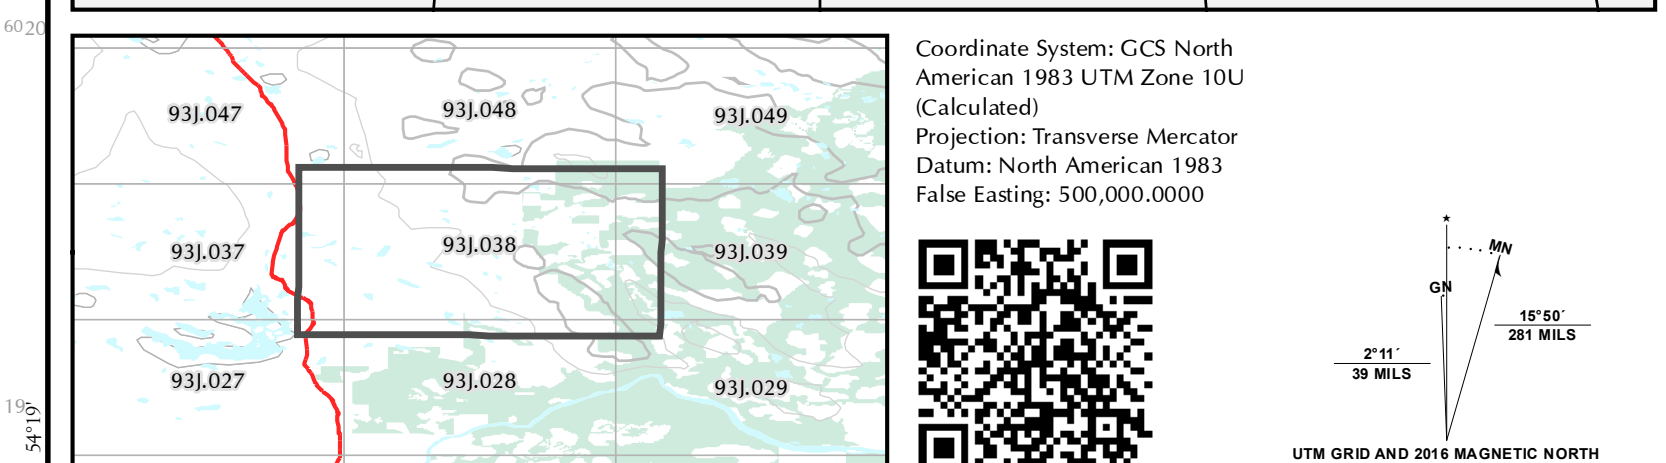 6020
93J.047
93J.048
93J.049
93J.037
93J.038
93J.039
93J.027
93J.028
93J.029
19
54°19'
Coordinate System: GCS North
American 1983 UTM Zone 10U
(Calculated)
Projection: Transverse Mercator
Datum: North American 1983
False Easting: 500,000.0000
MN
GN
15°50´
281 MILS
2°11´
39 MILS
UTM GRID AND 2016 MAGNETIC NORTH